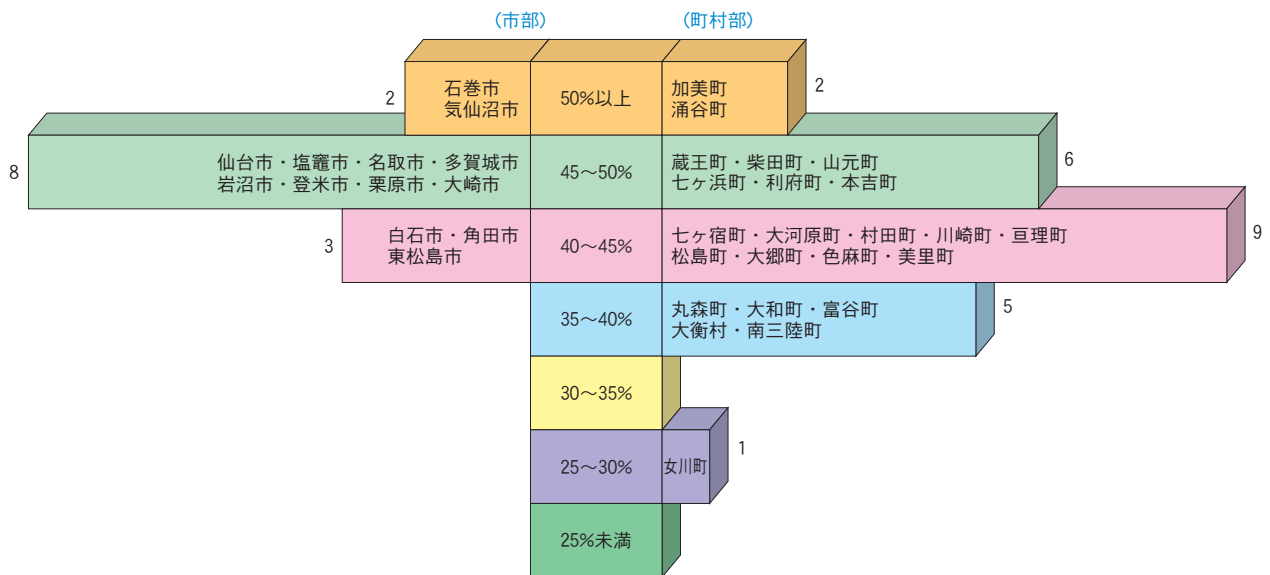 (市部)
(町村部)
2
石巻市
気仙沼市
50%以上
加美町
涌谷町
2
8
仙台市・塩竈市・名取市・多賀城市
岩沼市・登米市・栗原市・大崎市
45～50%
蔵王町・柴田町・山元町
七ヶ浜町・利府町・本吉町
6
3
白石市・角田市
東松島市
40～45%
七ヶ宿町・大河原町・村田町・川崎町・亘理町
松島町・大郷町・色麻町・美里町
9
35～40%
丸森町・大和町・富谷町
大衡村・南三陸町
5
30～35%
25～30%
女川町
1
25%未満